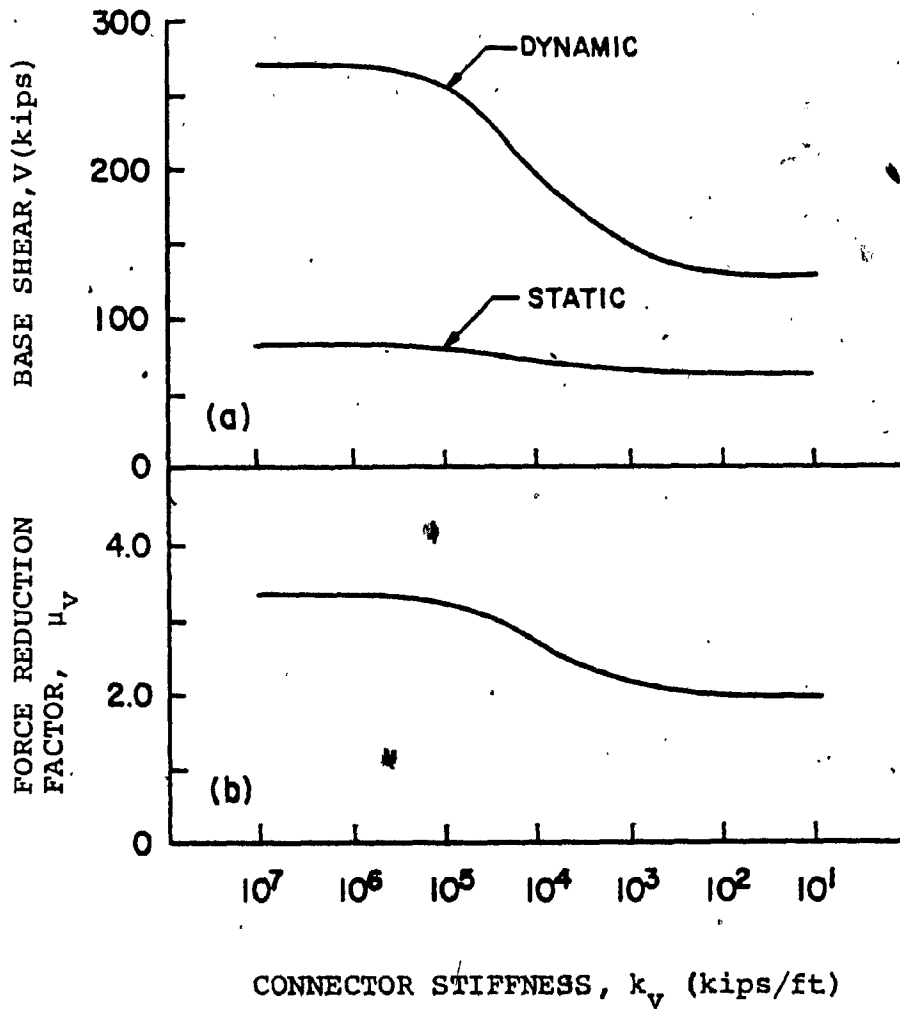 BASE SHEAR, V(kips)
300
200
100
0
DYNAMIC
STATIC
(a)
FORCE REDUCTION
FACTOR, μv
4.0
2.0
0
(b)
10⁷ 10⁶ 10⁵ 10⁴ 10³ 10² 10¹
CONNECTOR STIFFNESS, kv (kips/ft)